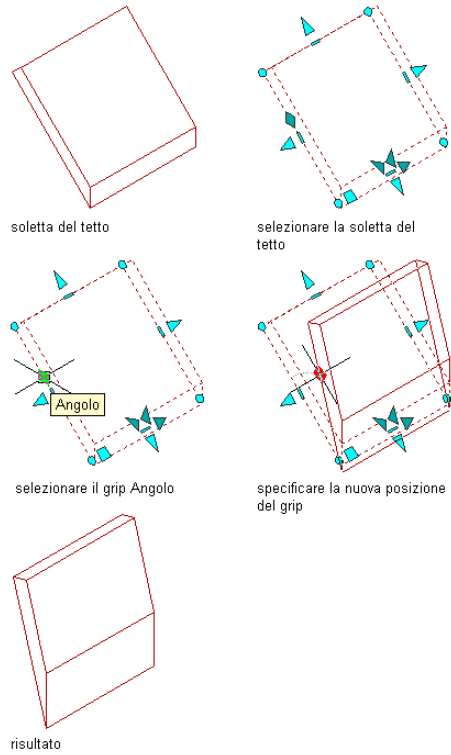 soletta del tetto
selezionare la soletta del
tetto
Angolo
selezionare il grip Angolo
specificare la nuova posizione
del grip
risultato